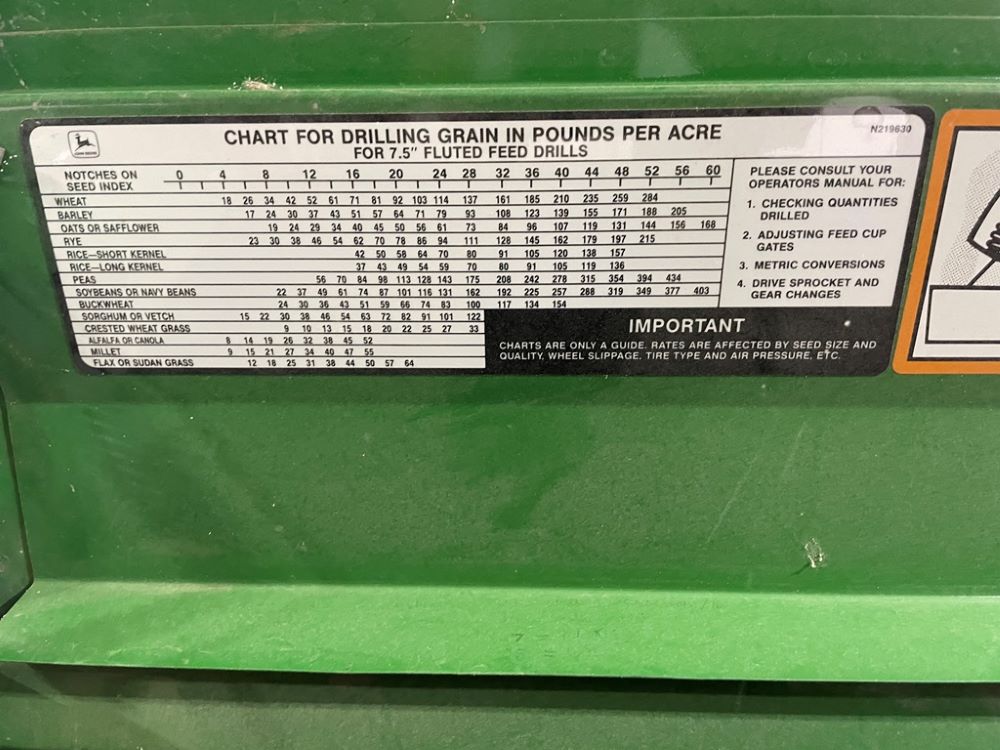 JOHN DEERE
CHART FOR DRILLING GRAIN IN POUNDS PER ACRE
FOR 7.5" FLUTED FEED DRILLS
N219630
NOTCHES ON SEED INDEX 0 4 8 12 16 20 24 28 32 36 40 44 48 52 56 60
WHEAT 18 26 34 42 52 61 71 81 92 103 114 137 161 185 210 235 259 284
BARLEY 17 24 30 37 43 51 57 64 71 79 93 108 123 139 155 171 188 205
OATS OR SAFFLOWER 19 24 29 34 40 45 50 56 61 73 84 96 107 119 131 144 156 168
RYE 23 30 38 46 54 62 70 78 86 94 111 128 145 162 179 197 215
RICE-SHORT KERNEL 42 50 58 64 70 80 91 105 120 138 157
RICE-LONG KERNEL 37 43 49 54 59 70 80 91 105 119 136
PEAS 56 70 84 98 113 128 143 175 208 242 278 315 354 394 434
SOYBEANS OR NAVY BEANS 22 37 49 61 74 87 101 116 131 162 192 225 257 288 319 349 377 403
BUCKWHEAT 24 30 36 43 51 59 66 74 83 100 117 134 154
SORGHUM OR VETCH 15 22 30 38 46 54 63 72 82 91 101 122
CRESTED WHEAT GRASS 9 10 13 15 18 20 22 25 27 33
ALFALFA OR CANOLA 8 14 19 26 32 38 45 52
MILLET 9 15 21 27 34 40 47 55
FLAX OR SUDAN GRASS 12 18 25 31 38 44 50 57 64
PLEASE CONSULT YOUR
OPERATORS MANUAL FOR:
1. CHECKING QUANTITIES
DRILLED
2. ADJUSTING FEED CUP
GATES
3. METRIC CONVERSIONS
4. DRIVE SPROCKET AND
GEAR CHANGES
IMPORTANT
CHARTS ARE ONLY A GUIDE. RATES ARE AFFECTED BY SEED SIZE AND
QUALITY, WHEEL SLIPPAGE, TIRE TYPE AND AIR PRESSURE, ETC.